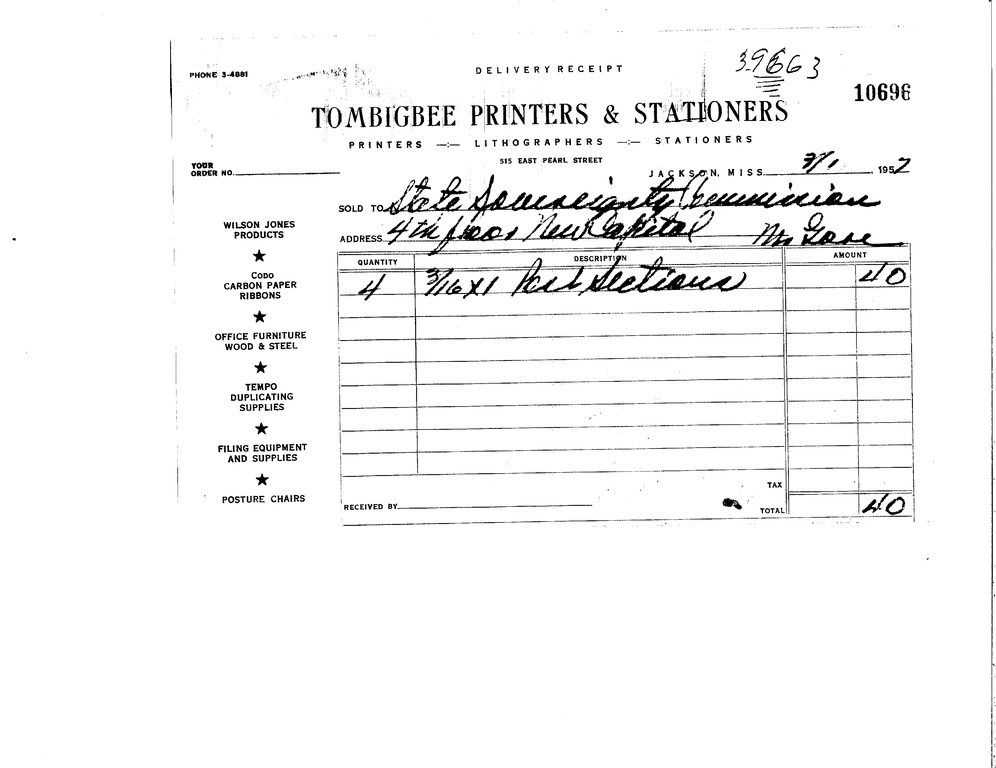 39663
PHONE 3-4881
DELIVERY RECEIPT
10696
TOMBIGBEE PRINTERS & STATIONERS
PRINTERS —:— LITHOGRAPHERS —:— STATIONERS
515 EAST PEARL STREET
YOUR
ORDER NO.
JACKSON, MISS. 3/1, 1957
SOLD TO State Sovereignty Commission
ADDRESS 4th floor New Capitol Mr Gore
WILSON JONES
PRODUCTS
★
CODO
CARBON PAPER
RIBBONS
★
OFFICE FURNITURE
WOOD & STEEL
★
TEMPO
DUPLICATING
SUPPLIES
★
FILING EQUIPMENT
AND SUPPLIES
★
POSTURE CHAIRS
QUANTITY DESCRIPTION AMOUNT
4 3/16 x 1 Post Sections 40
TAX
RECEIVED BY TOTAL 40